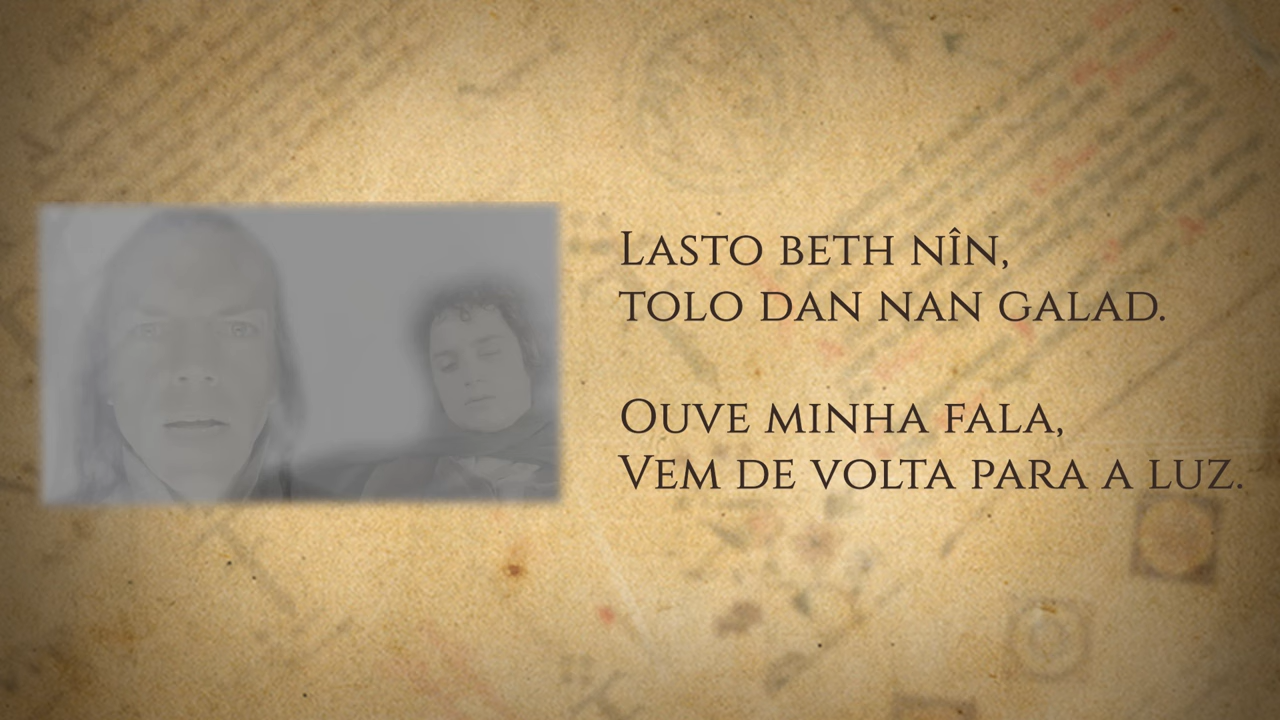 Lasto beth nîn,
tolo dan nan galad.
Ouve minha fala,
Vem de volta para a luz.